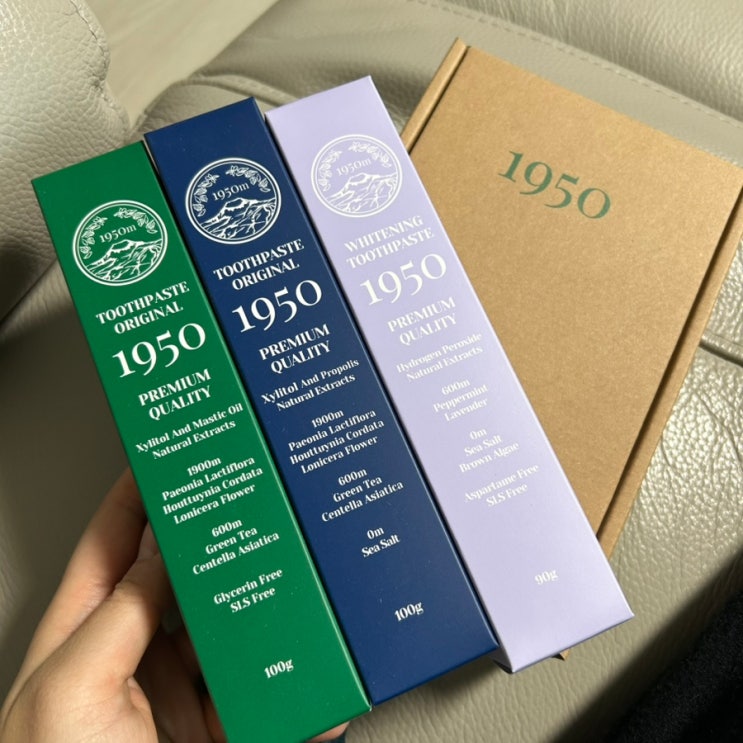 1950m
TOOTHPASTE
ORIGINAL
1950
PREMIUM
QUALITY
Xylitol And Mastic Oil
Natural Extracts
1900m
Paeonia Lactiflora
Houttuynia Cordata
Lonicera Flower
600m
Green Tea
Centella Asiatica
Glycerin Free
SLS Free
100g
1950m
TOOTHPASTE
ORIGINAL
1950
PREMIUM
QUALITY
Xylitol And Propolis
Natural Extracts
1900m
Paeonia Lactiflora
Houttuynia Cordata
Lonicera Flower
600m
Green Tea
Centella Asiatica
0m
Sea Salt
100g
1950m
WHITENING
TOOTHPASTE
1950
PREMIUM
QUALITY
Hydrogen Peroxide
Natural Extracts
600m
Peppermint
Lavender
0m
Sea Salt
Brown Algae
Aspartame Free
SLS Free
90g
1950